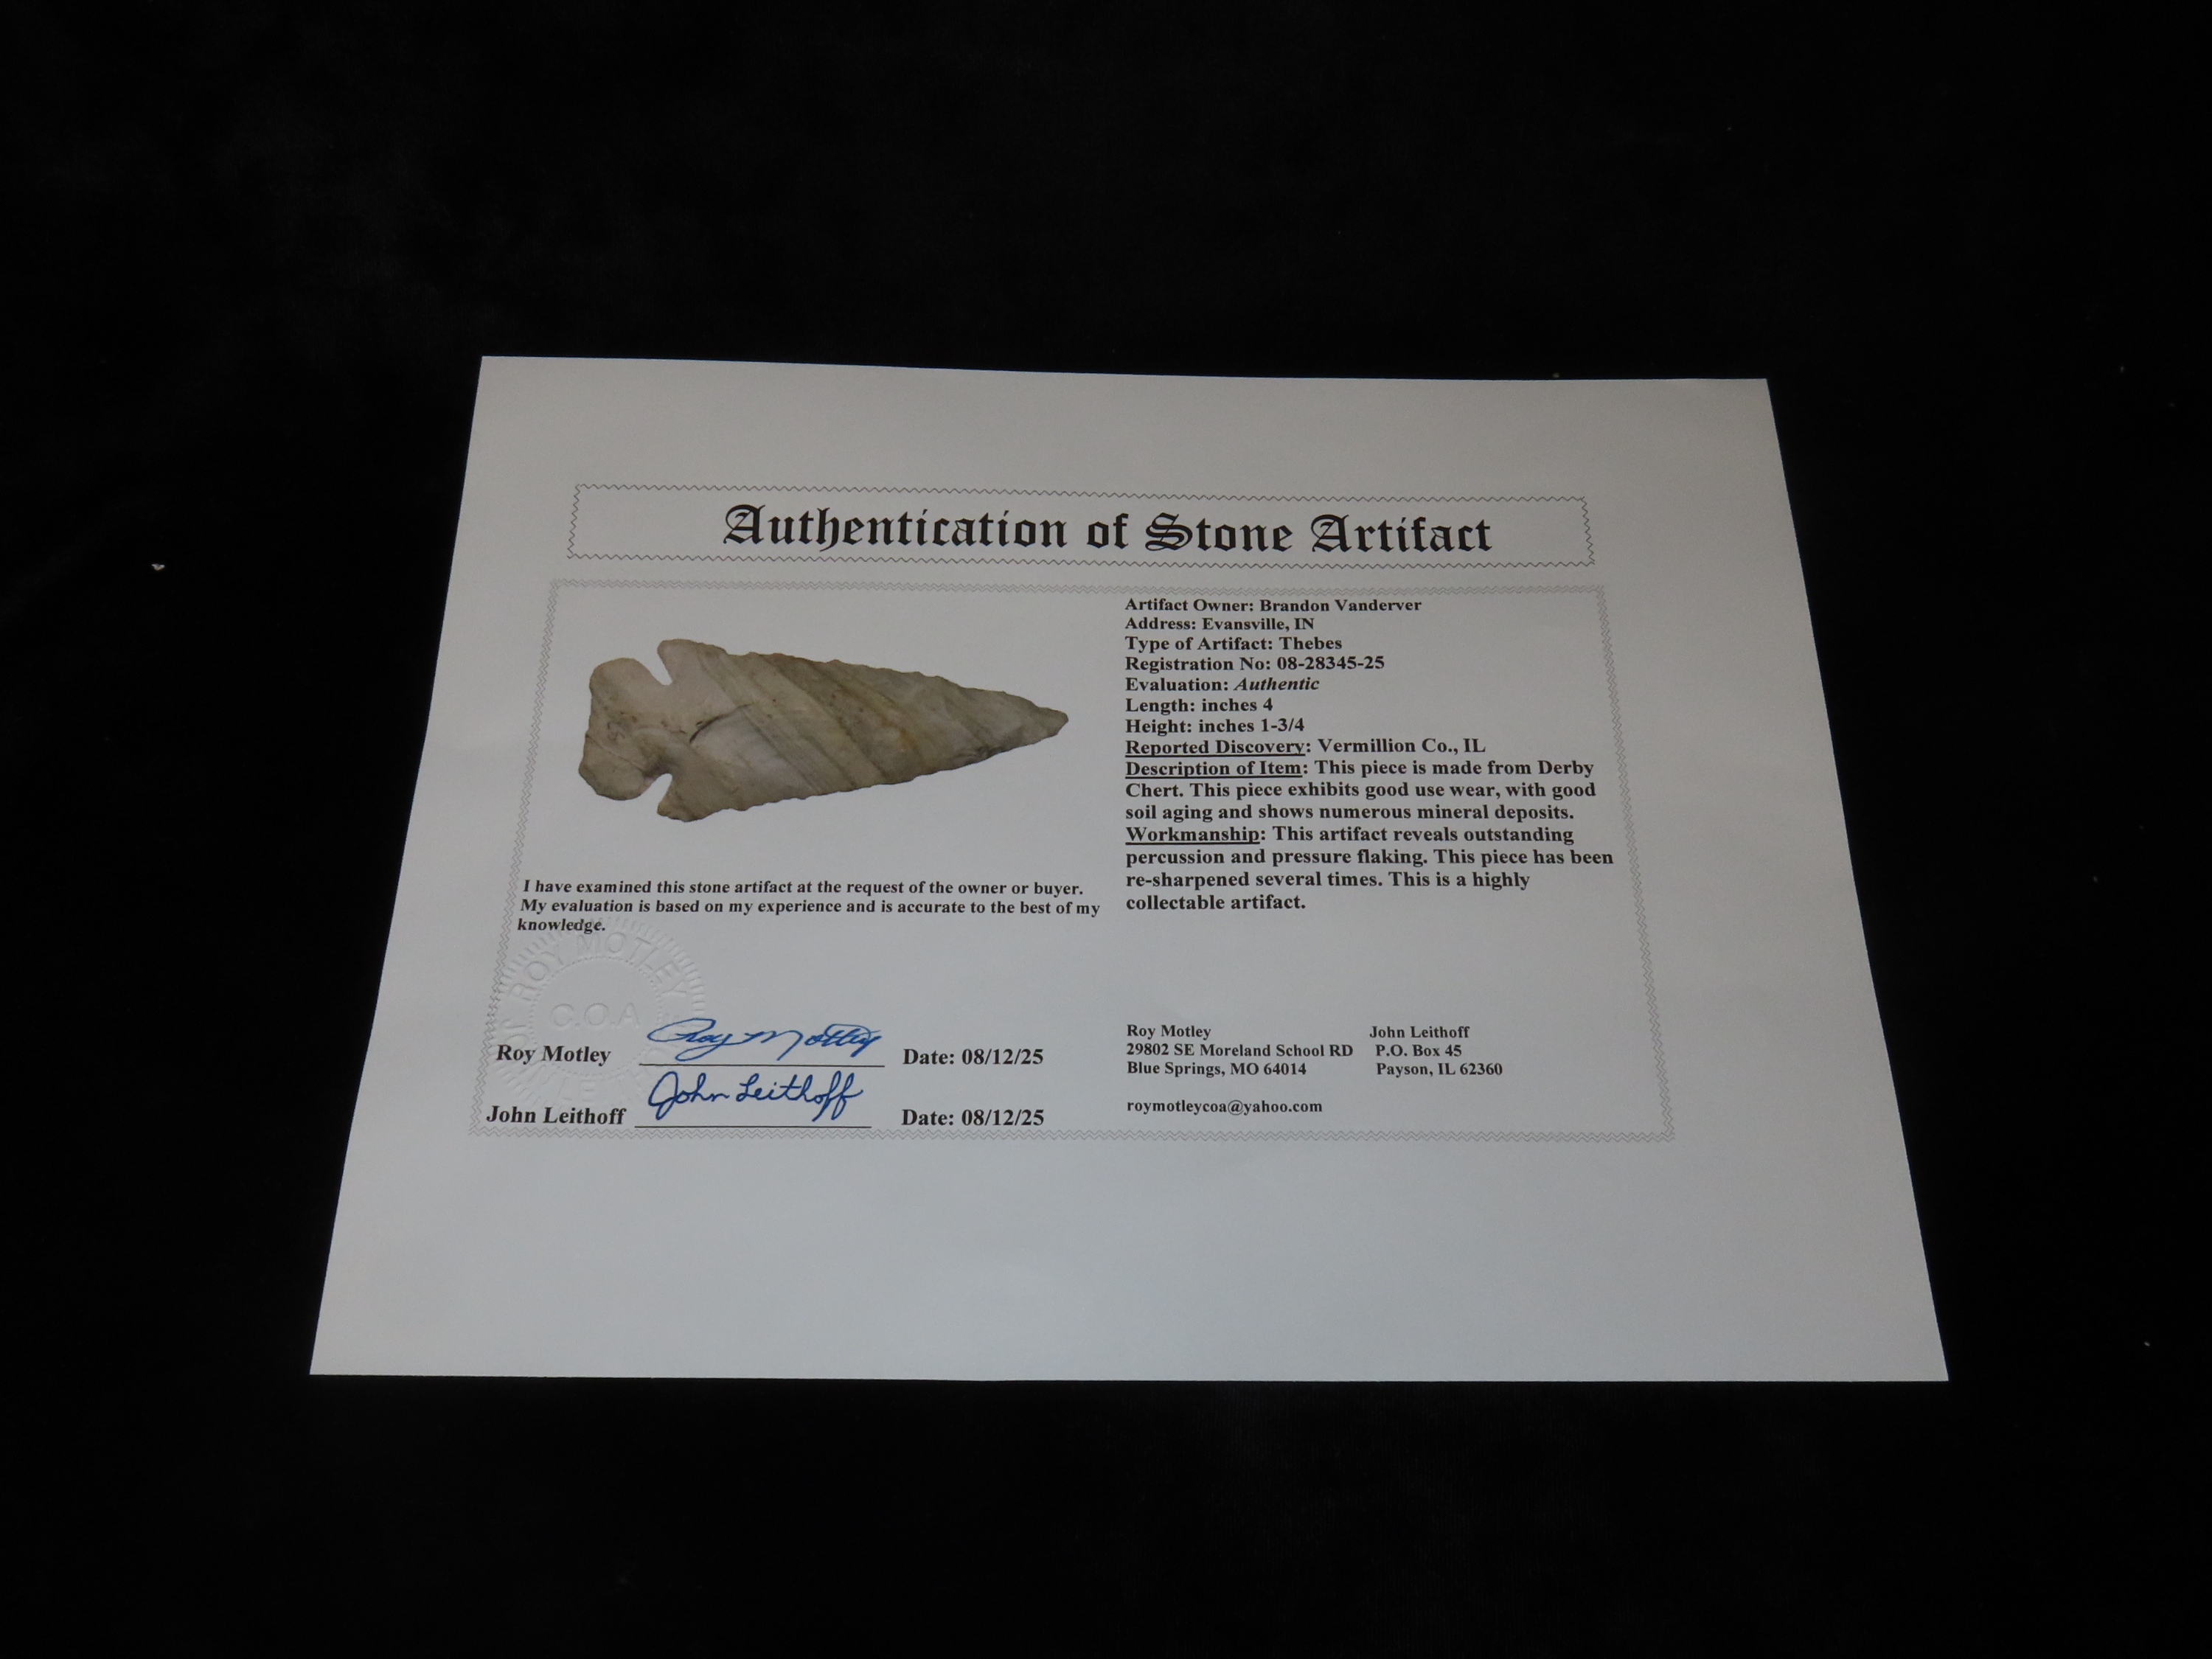 Authentication of Stone Artifact
Artifact Owner: Brandon Vanderver
Address: Evansville, IN
Type of Artifact: Thebes
Registration No: 08-28345-25
Evaluation: Authentic
Length: inches 4
Height: inches 1-3/4
Reported Discovery: Vermillion Co., IL
Description of Item: This piece is made from Derby
Chert. This piece exhibits good use wear, with good
soil aging and shows numerous mineral deposits.
Workmanship: This artifact reveals outstanding
percussion and pressure flaking. This piece has been
re-sharpened several times. This is a highly
collectable artifact.
I have examined this stone artifact at the request of the owner or buyer.
My evaluation is based on my experience and is accurate to the best of my
knowledge.
ROY MOTLEY
C.O.A
Roy Motley Roy Motley Date: 08/12/25
John Leithoff John Leithoff Date: 08/12/25
Roy Motley John Leithoff
29802 SE Moreland School RD P.O. Box 45
Blue Springs, MO 64014 Payson, IL 62360
roymotleycoa@yahoo.com